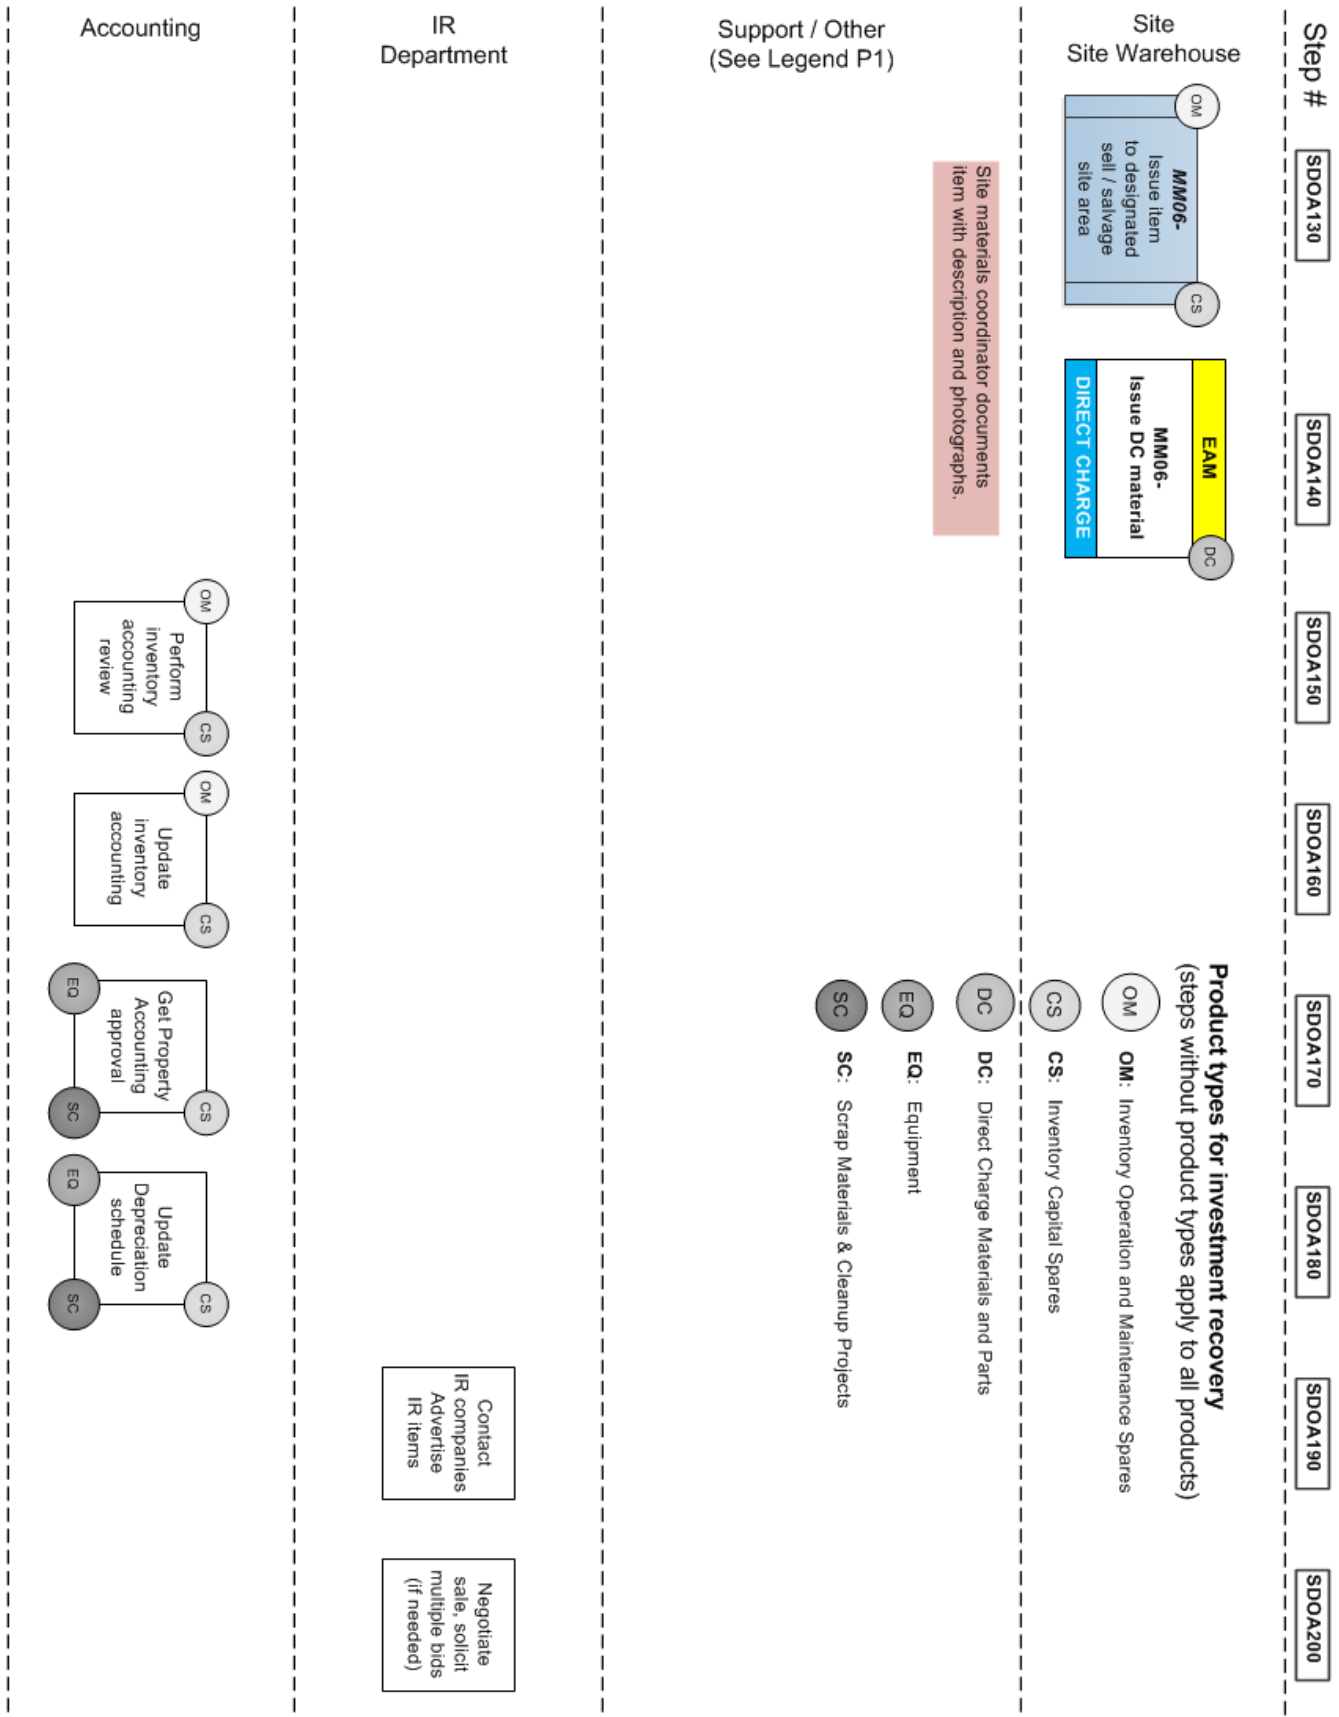 Step #
SDOA130
SDOA140
SDOA150
SDOA160
SDOA170
SDOA180
SDOA190
SDOA200
Site
Site Warehouse
OM
MM06-
Issue item
to designated
sell / salvage
site area
CS
EAM
MM06-
Issue DC material
DIRECT CHARGE
DC
Product types for investment recovery
(steps without product types apply to all products)
OM
OM: Inventory Operation and Maintenance Spares
CS
CS: Inventory Capital Spares
DC
DC: Direct Charge Materials and Parts
EQ
EQ: Equipment
SC
SC: Scrap Materials & Cleanup Projects
Support / Other
(See Legend P1)
Site materials coordinator documents
item with description and photographs.
IR
Department
Contact
IR companies
Advertise
IR items
Negotiate
sale, solicit
multiple bids
(if needed)
Accounting
OM
Perform
inventory
accounting
review
CS
OM
Update
inventory
accounting
CS
Get Property
Accounting
approval
CS
EQ
SC
Update
Depreciation
schedule
CS
EQ
SC